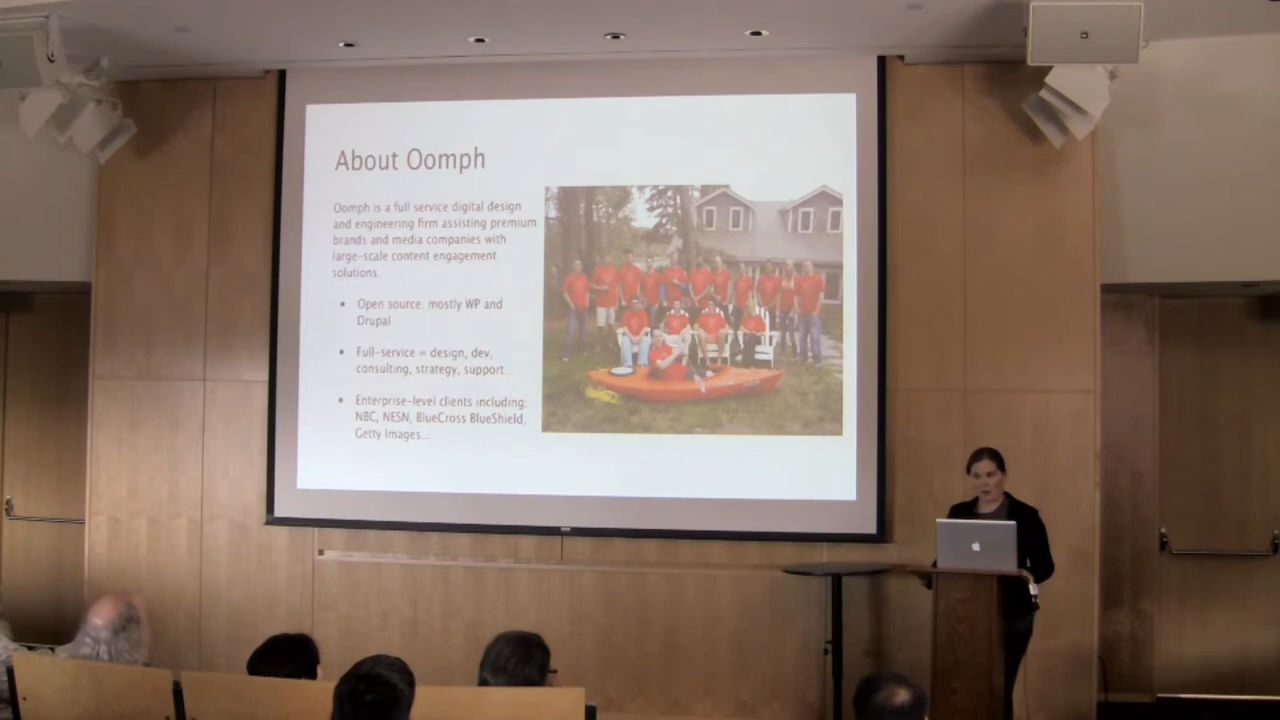 About Oomph
Oomph is a full service digital design
and engineering firm assisting premium
brands and media companies with
large-scale content engagement
solutions.
• Open source: mostly WP and
Drupal
• Full-service = design, dev,
consulting, strategy, support...
• Enterprise-level clients including:
NBC, NESN, BlueCross BlueShield,
Getty Images...